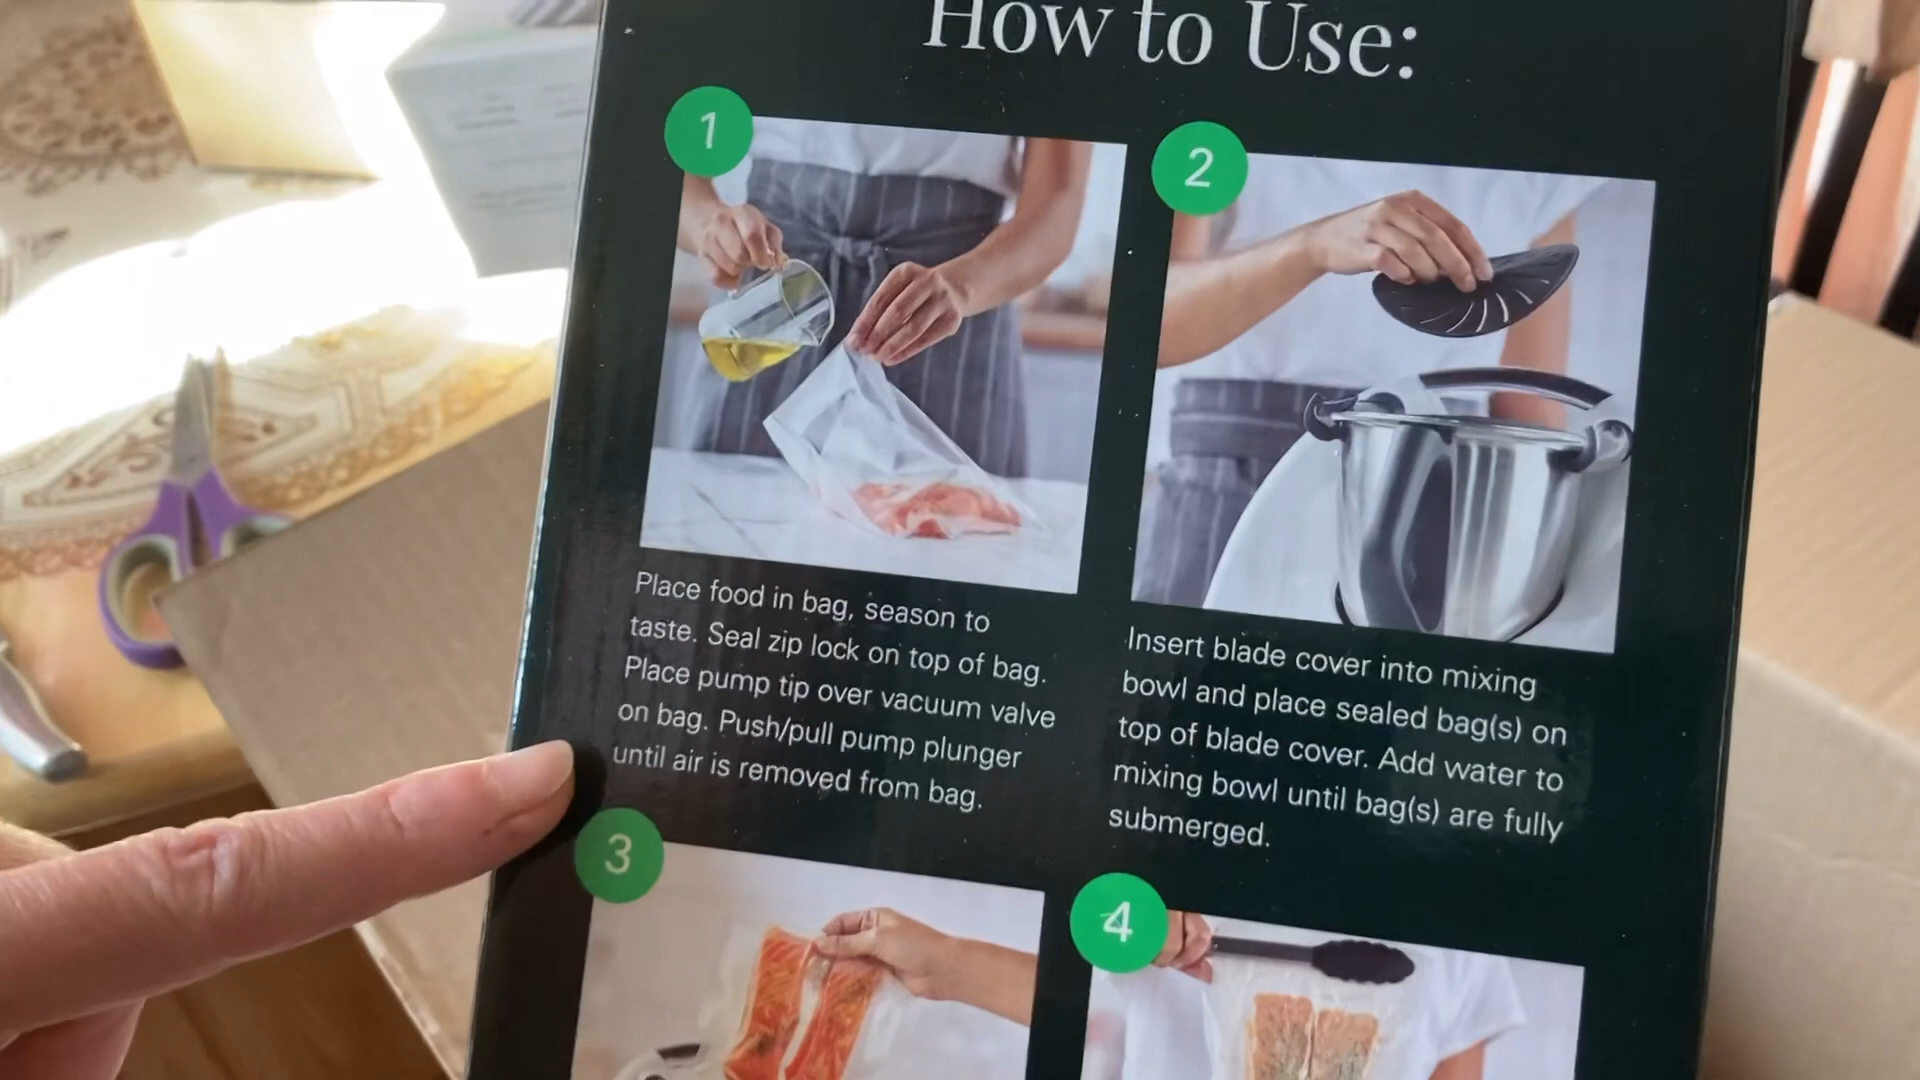 How to Use:
1
Place food in bag, season to
taste. Seal zip lock on top of bag.
Place pump tip over vacuum valve
on bag. Push/pull pump plunger
until air is removed from bag.
2
Insert blade cover into mixing
bowl and place sealed bag(s) on
top of blade cover. Add water to
mixing bowl until bag(s) are fully
submerged.
3
4